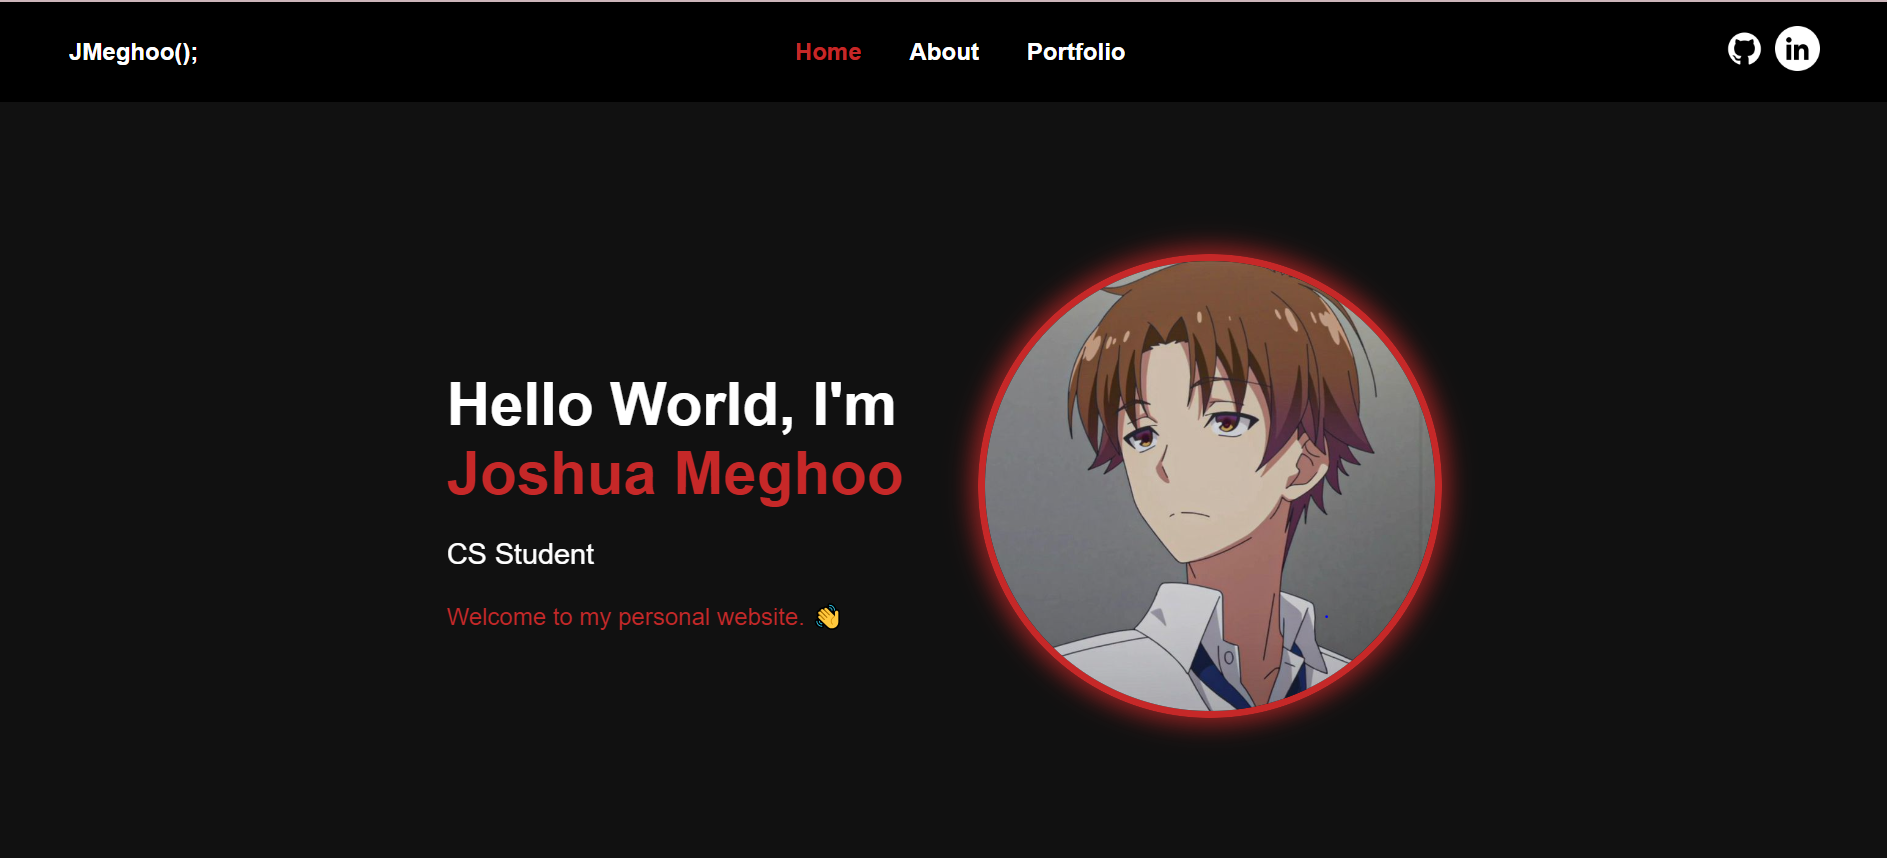 JMeghoo();
Home About Portfolio
in
Hello World, I'm
Joshua Meghoo
CS Student
Welcome to my personal website. 👋